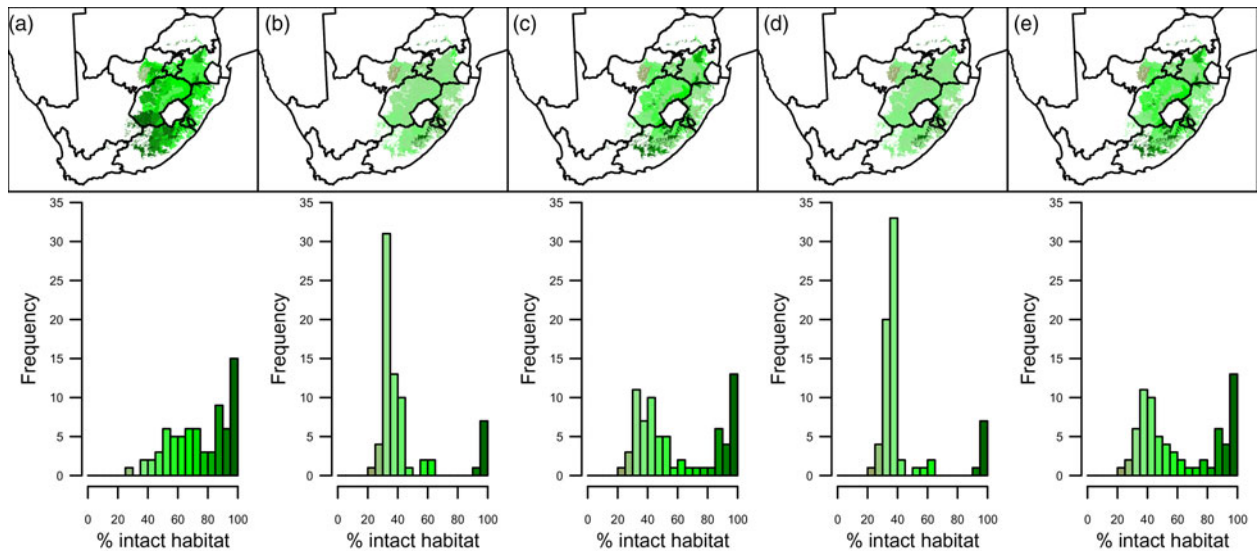 (a) (b) (c) (d) (e)
35 35 35 35 35
30 30 30 30 30
25 25 25 25 25
20 20 20 20 20
15 15 15 15 15
10 10 10 10 10
5 5 5 5 5
0 0 0 0 0
Frequency Frequency Frequency Frequency Frequency
0 20 40 60 80 100 0 20 40 60 80 100 0 20 40 60 80 100 0 20 40 60 80 100 0 20 40 60 80 100
% intact habitat % intact habitat % intact habitat % intact habitat % intact habitat